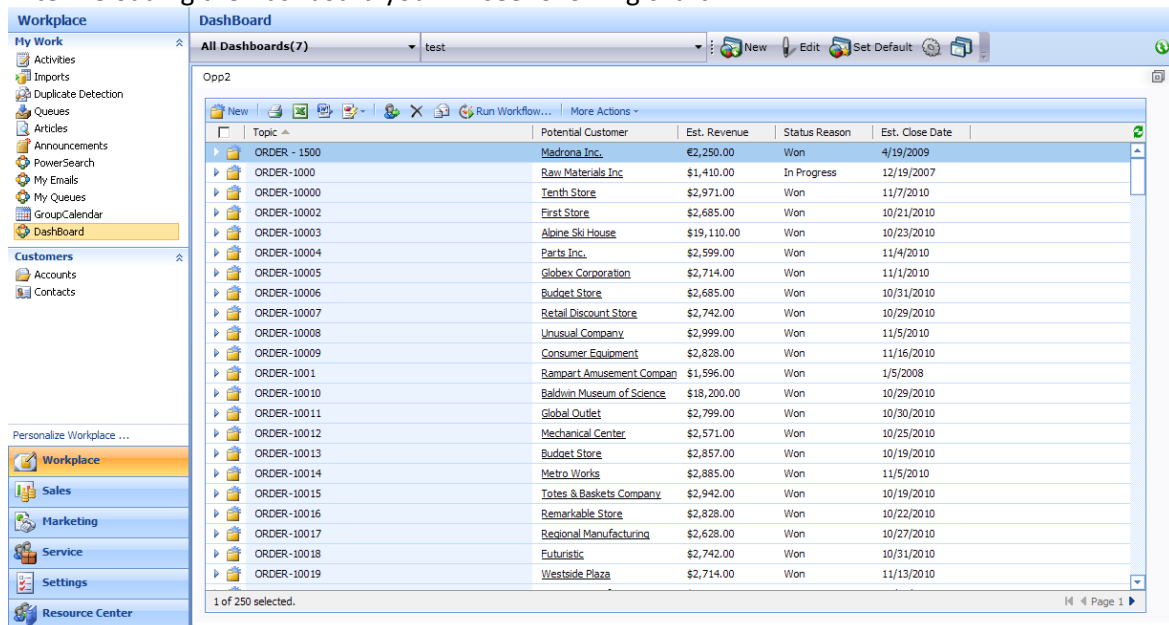 Workplace
My Work
Activities
Imports
Duplicate Detection
Queues
Articles
Announcements
PowerSearch
My Emails
My Queues
GroupCalendar
DashBoard
Customers
Accounts
Contacts
Personalize Workplace ...
Workplace
Sales
Marketing
Service
Settings
Resource Center
DashBoard
All Dashboards(7) test New Edit Set Default
Opp2
New Run Workflow... More Actions
Topic Potential Customer Est. Revenue Status Reason Est. Close Date
ORDER - 1500 Madrona Inc. €2,250.00 Won 4/19/2009
ORDER-1000 Raw Materials Inc $1,410.00 In Progress 12/19/2007
ORDER-10000 Tenth Store $2,971.00 Won 11/7/2010
ORDER-10002 First Store $2,685.00 Won 10/21/2010
ORDER-10003 Alpine Ski House $19,110.00 Won 10/23/2010
ORDER-10004 Parts Inc. $2,599.00 Won 11/4/2010
ORDER-10005 Globex Corporation $2,714.00 Won 11/1/2010
ORDER-10006 Budget Store $2,685.00 Won 10/31/2010
ORDER-10007 Retail Discount Store $2,742.00 Won 10/29/2010
ORDER-10008 Unusual Company $2,999.00 Won 11/5/2010
ORDER-10009 Consumer Equipment $2,828.00 Won 11/16/2010
ORDER-1001 Rampart Amusement Compan $1,596.00 Won 1/5/2008
ORDER-10010 Baldwin Museum of Science $18,200.00 Won 10/29/2010
ORDER-10011 Global Outlet $2,799.00 Won 10/30/2010
ORDER-10012 Mechanical Center $2,571.00 Won 10/25/2010
ORDER-10013 Budget Store $2,857.00 Won 10/19/2010
ORDER-10014 Metro Works $2,885.00 Won 11/5/2010
ORDER-10015 Totes & Baskets Company $2,942.00 Won 10/19/2010
ORDER-10016 Remarkable Store $2,828.00 Won 10/22/2010
ORDER-10017 Regional Manufacturing $2,628.00 Won 10/27/2010
ORDER-10018 Futuristic $2,742.00 Won 10/31/2010
ORDER-10019 Westside Plaza $2,714.00 Won 11/13/2010
1 of 250 selected. Page 1